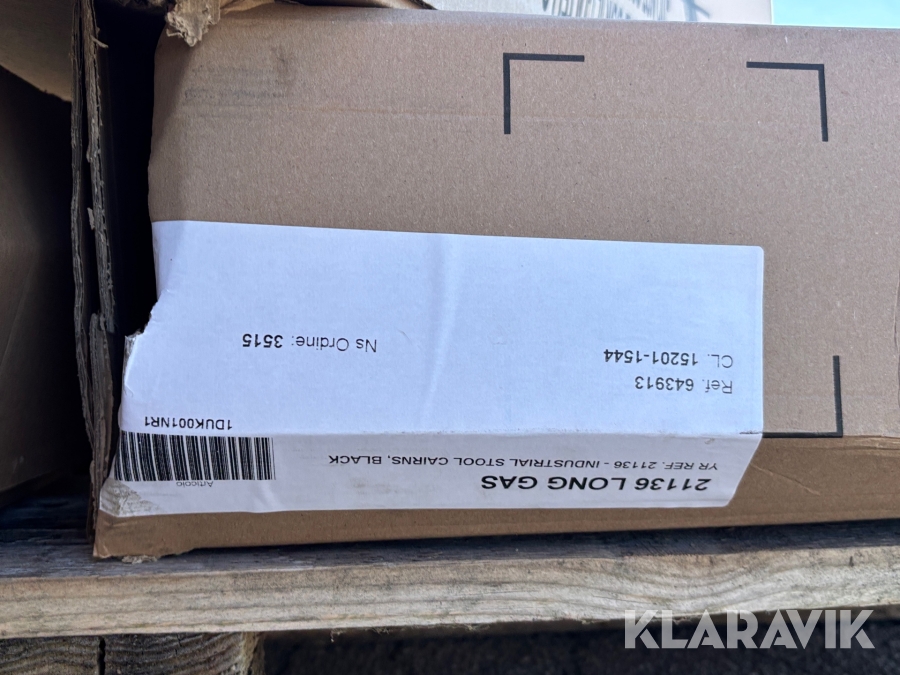 21136 LONG GAS
YR REF. 21136 - INDUSTRIAL STOOL CAIRNS, BLACK
Articolo
1DUK001NR1
Ref. 643913
CL. 15201-1544
Ns Ordine: 3515
KLARAVIK